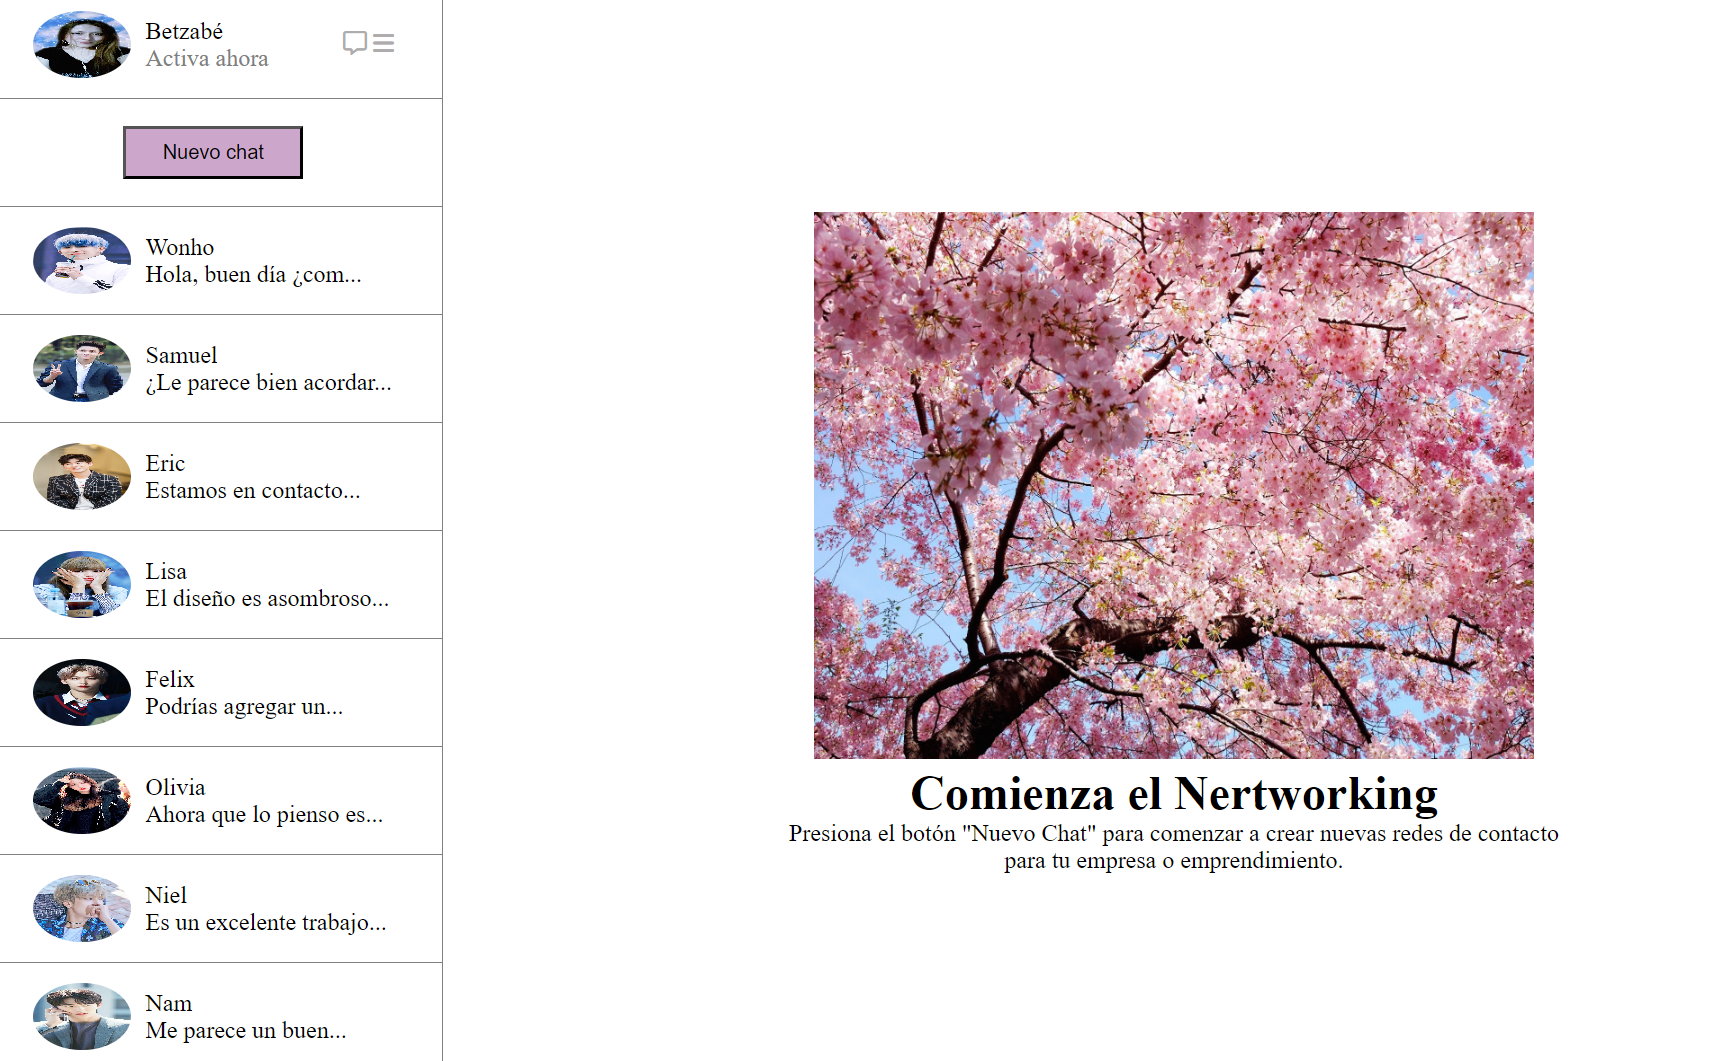 Betzabé
Activa ahora
Nuevo chat
Wonho
Hola, buen día ¿com...
Samuel
¿Le parece bien acordar...
Eric
Estamos en contacto...
Lisa
El diseño es asombroso...
Felix
Podrías agregar un...
Olivia
Ahora que lo pienso es...
Niel
Es un excelente trabajo...
Nam
Me parece un buen...
Comienza el Nertworking
Presiona el botón "Nuevo Chat" para comenzar a crear nuevas redes de contacto
para tu empresa o emprendimiento.